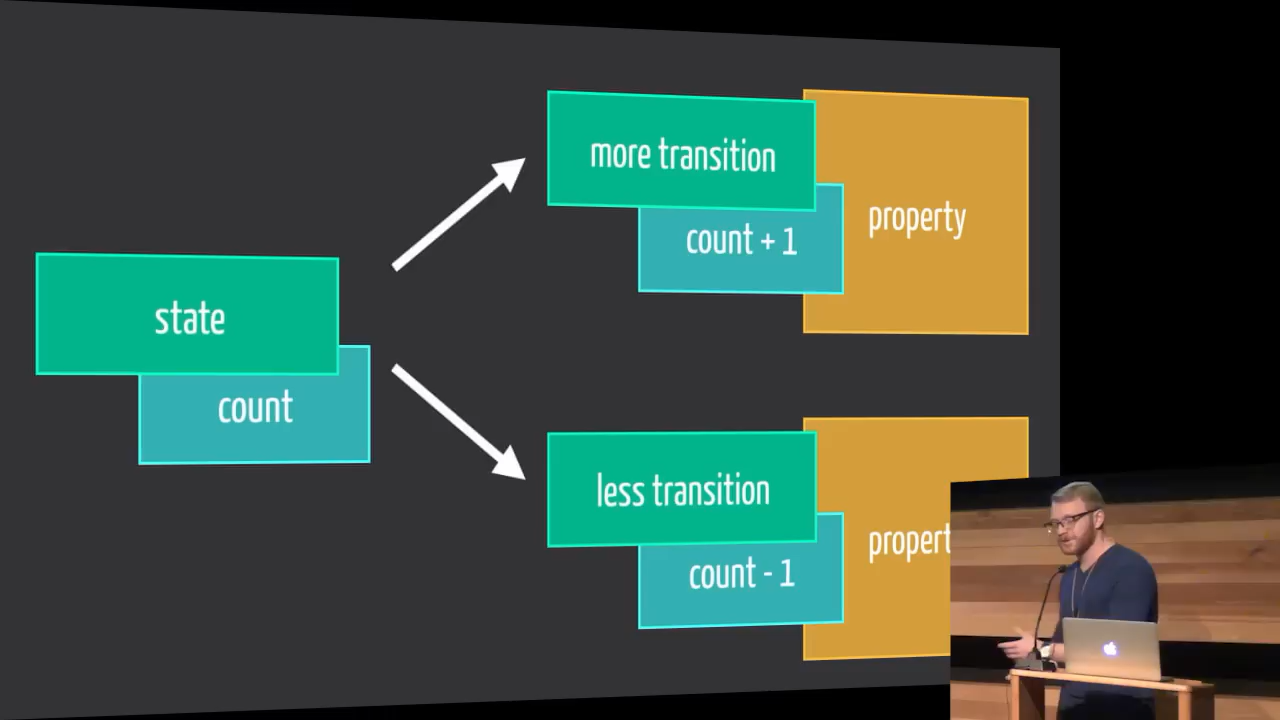 more transition
count + 1
property
state
count
less transition
count - 1
propert